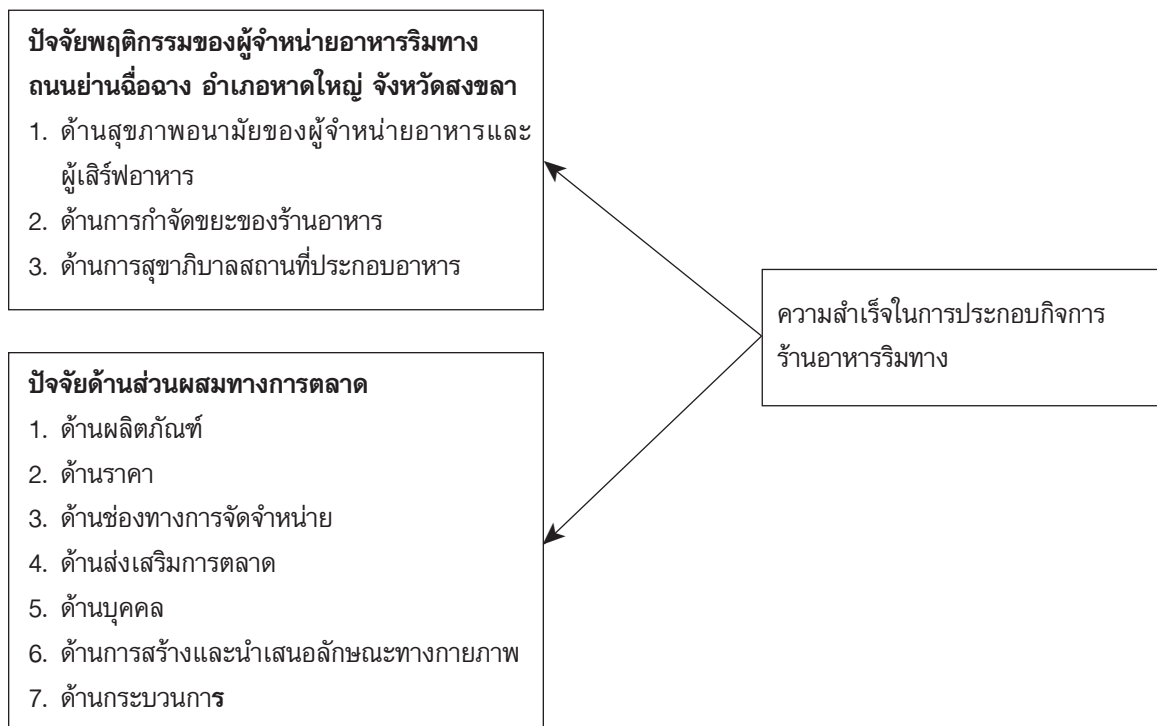 ปัจจัยพฤติกรรมของผู้จำหน่ายอาหารริมทาง
ถนนย่านฉื่อฉาง อำเภอหาดใหญ่ จังหวัดสงขลา
1. ด้านสุขภาพอนามัยของผู้จำหน่ายอาหารและ
ผู้เสิร์ฟอาหาร
2. ด้านการกำจัดขยะของร้านอาหาร
3. ด้านการสุขาภิบาลสถานที่ประกอบอาหาร
ความสำเร็จในการประกอบกิจการ
ร้านอาหารริมทาง
ปัจจัยด้านส่วนผสมทางการตลาด
1. ด้านผลิตภัณฑ์
2. ด้านราคา
3. ด้านช่องทางการจัดจำหน่าย
4. ด้านส่งเสริมการตลาด
5. ด้านบุคคล
6. ด้านการสร้างและนำเสนอลักษณะทางกายภาพ
7. ด้านกระบวนการ